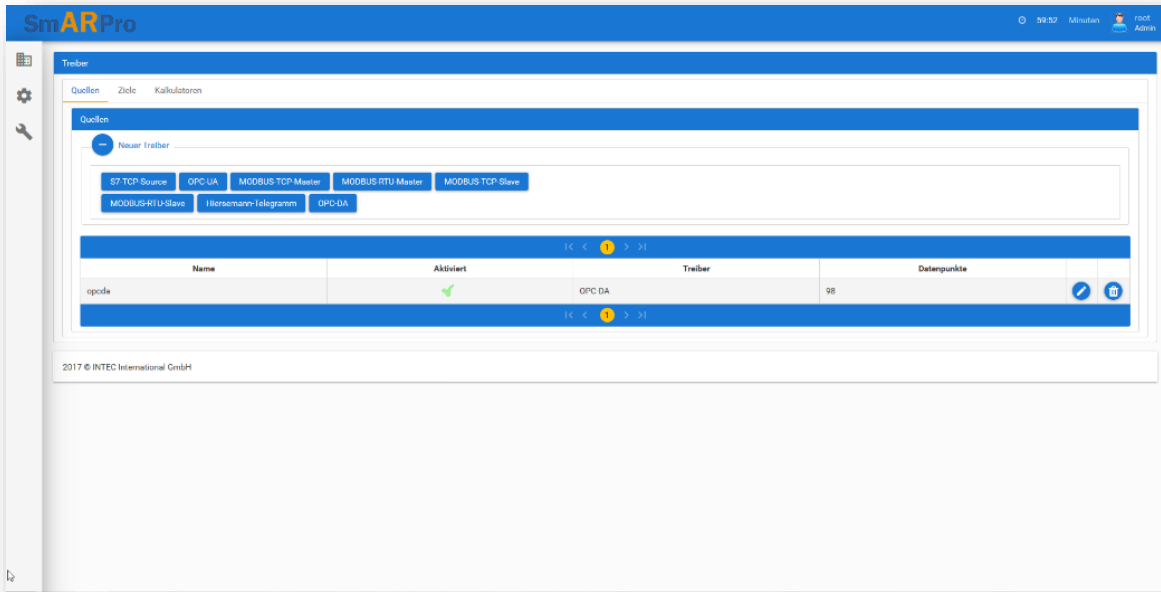 SmARPro
59:52 Minuten root
Admin
Treiber
Quellen Ziele Kalkulatoren
Quellen
Neuer Treiber
S7-TCP-Source OPC-UA MODBUS-TCP-Master MODBUS-RTU-Master MODBUS-TCP-Slave
MODBUS-RTU-Slave Hiersemann-Telegramm OPC-DA
1
Name Aktiviert Treiber Datenpunkte
opcda OPC-DA 98
1
2017 © INTEC International GmbH